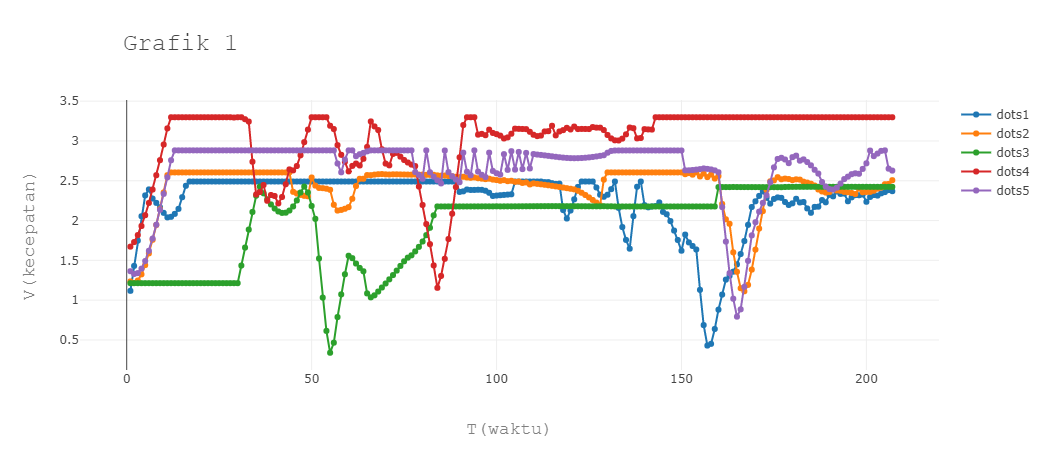 Grafik 1
3.5
3
2.5
2
1.5
1
0.5
V(kecepatan)
0 50 100 150 200
T(waktu)
dots1
dots2
dots3
dots4
dots5